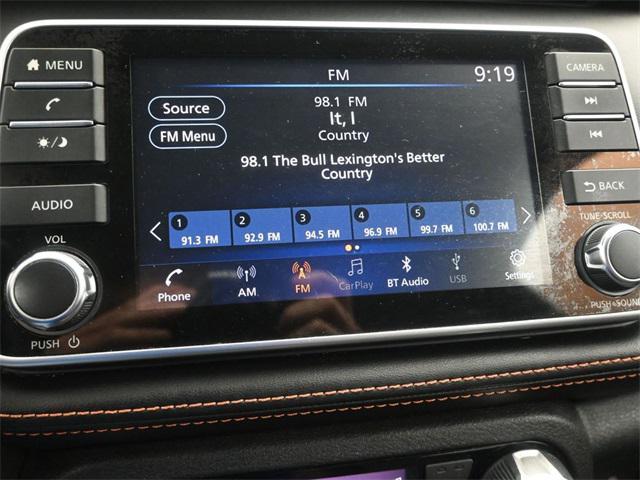 MENU
FM
9:19
CAMERA
Source
98.1 FM
It, I
FM Menu
Country
98.1 The Bull Lexington's Better
Country
BACK
AUDIO
TUNE·SCROLL
1 2 3 4 5 6
91.3 FM 92.9 FM 94.5 FM 96.9 FM 99.7 FM 100.7 FM
VOL
Phone AM FM CarPlay BT Audio USB Settings
PUSH
PUSH·SOUND